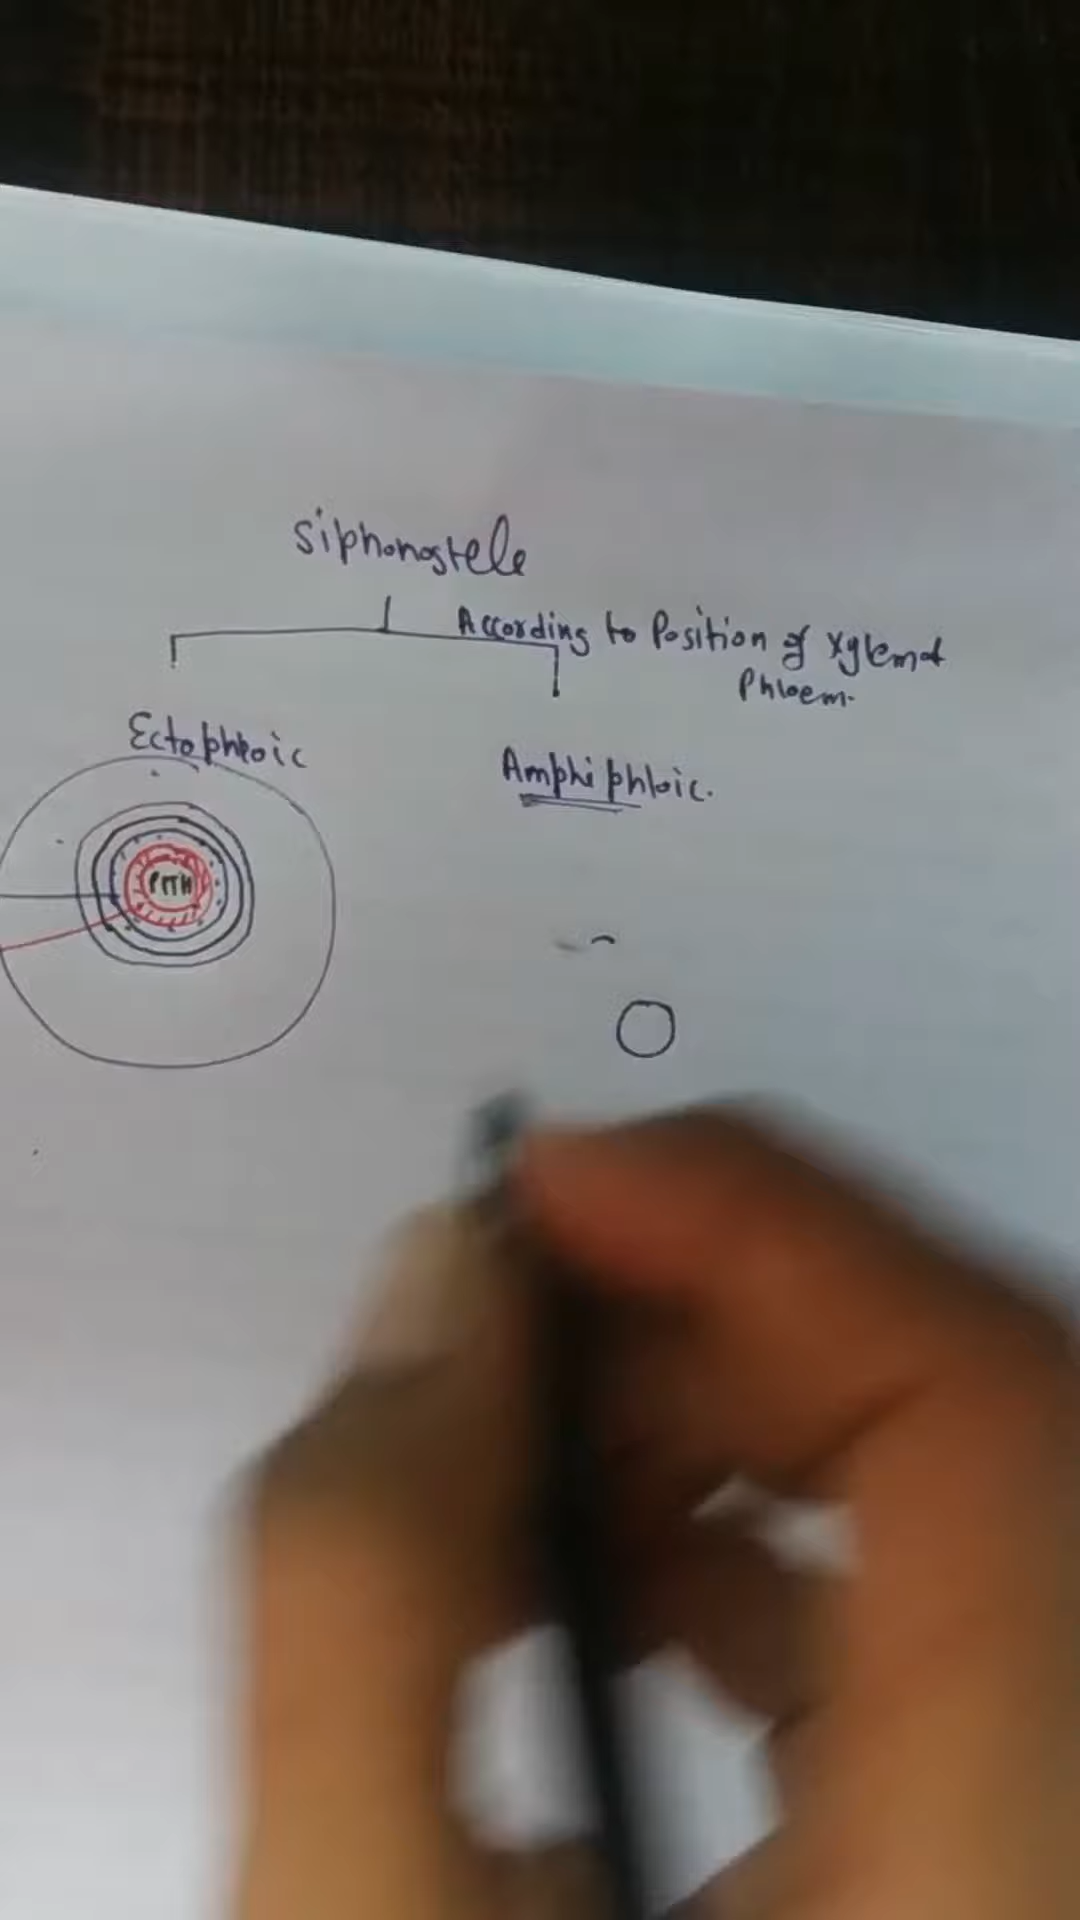 Siphonostele
According to Position of Xylem &
Phloem.
Ectophloic
Amphiphloic.
PITH